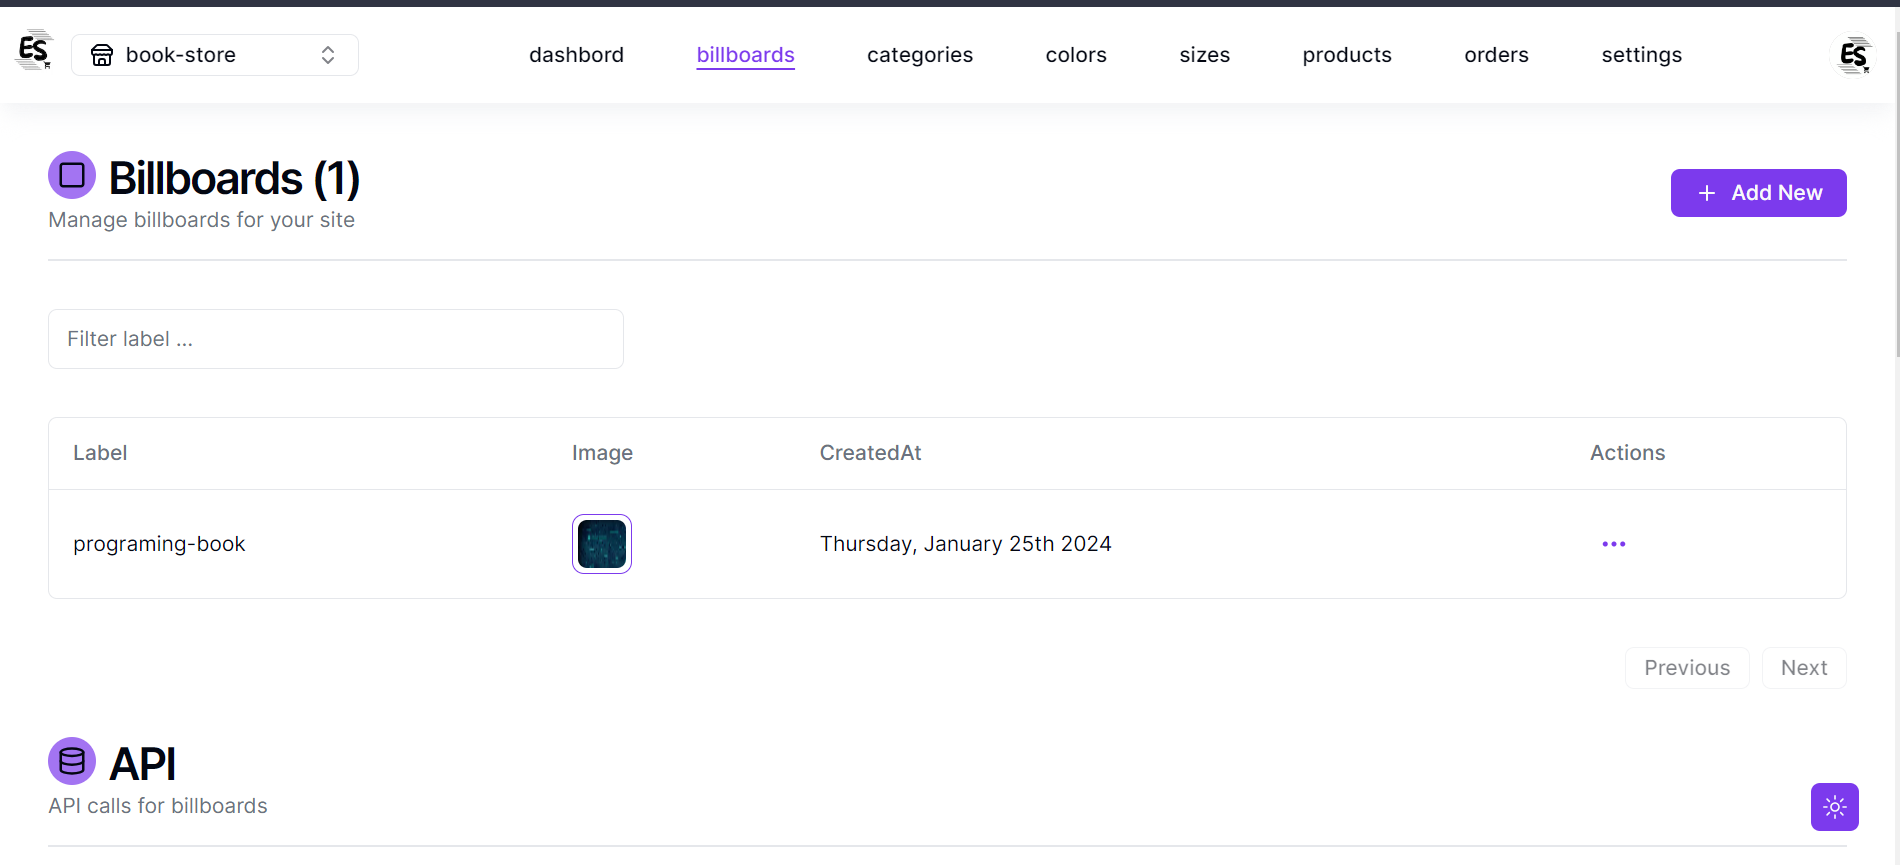 ES book-store dashbord billboards categories colors sizes products orders settings ES
Billboards (1)
Manage billboards for your site
+ Add New
Filter label ...
Label Image CreatedAt Actions
programing-book Thursday, January 25th 2024
Previous Next
API
API calls for billboards